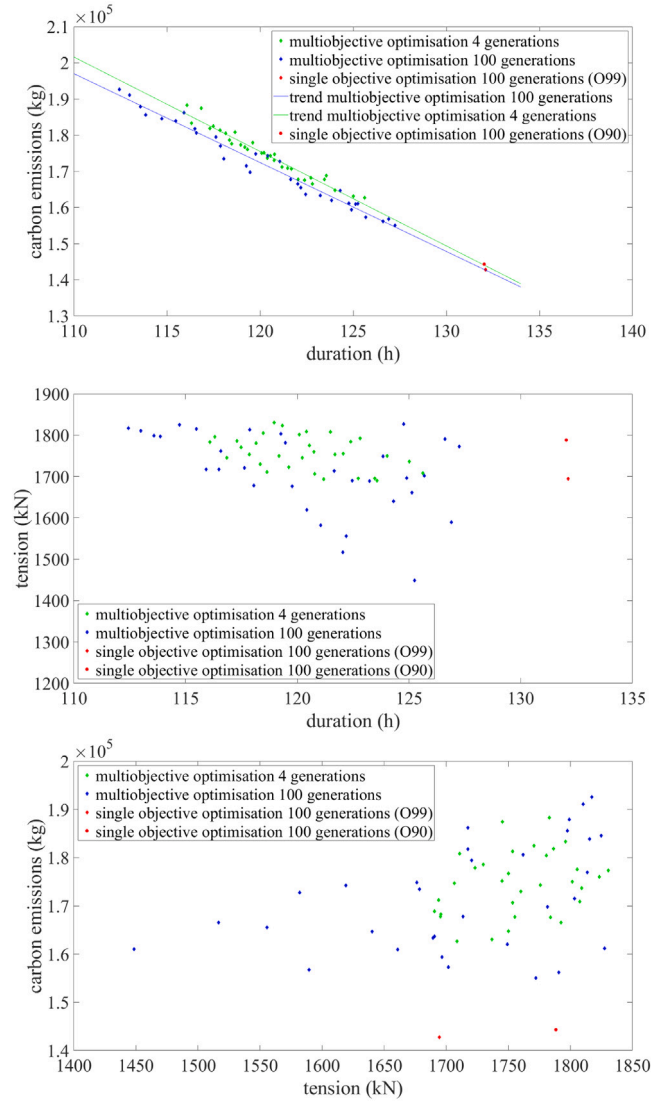 ×10⁵
2.1
2
1.9
1.8
1.7
1.6
1.5
1.4
1.3
carbon emissions (kg)
multiobjective optimisation 4 generations
multiobjective optimisation 100 generations
single objective optimisation 100 generations (O99)
trend multiobjective optimisation 100 generations
trend multiobjective optimisation 4 generations
single objective optimisation 100 generations (O90)
110 115 120 125 130 135 140
duration (h)
1900
1800
1700
1600
1500
1400
1300
1200
tension (kN)
multiobjective optimisation 4 generations
multiobjective optimisation 100 generations
single objective optimisation 100 generations (O99)
single objective optimisation 100 generations (O90)
110 115 120 125 130 135
duration (h)
×10⁵
2
1.9
1.8
1.7
1.6
1.5
1.4
carbon emissions (kg)
multiobjective optimisation 4 generations
multiobjective optimisation 100 generations
single objective optimisation 100 generations (O99)
single objective optimisation 100 generations (O90)
1400 1450 1500 1550 1600 1650 1700 1750 1800 1850
tension (kN)